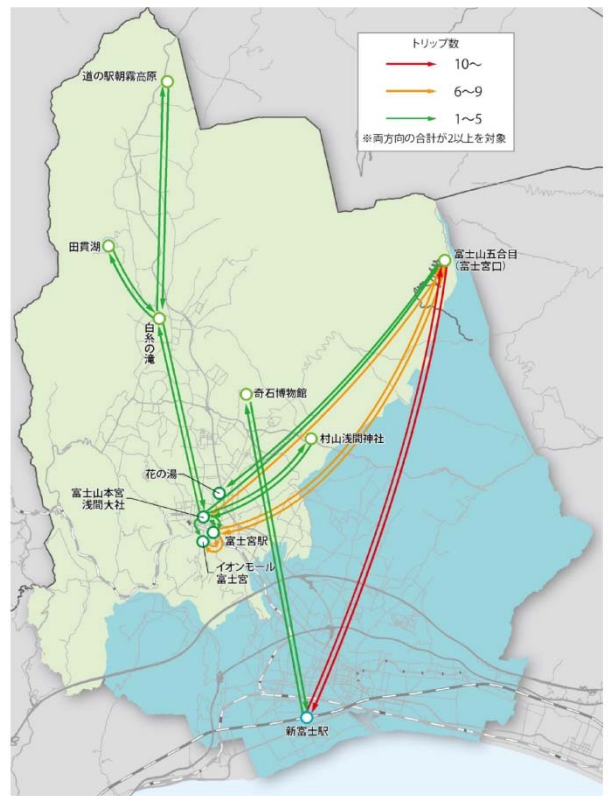 トリップ数
10～
6～9
1～5
※両方向の合計が2以上を対象
道の駅朝霧高原
田貫湖
富士山五合目
（富士宮口）
白糸の滝
奇石博物館
村山浅間神社
花の湯
富士山本宮
浅間大社
富士宮駅
イオンモール
富士宮
新富士駅